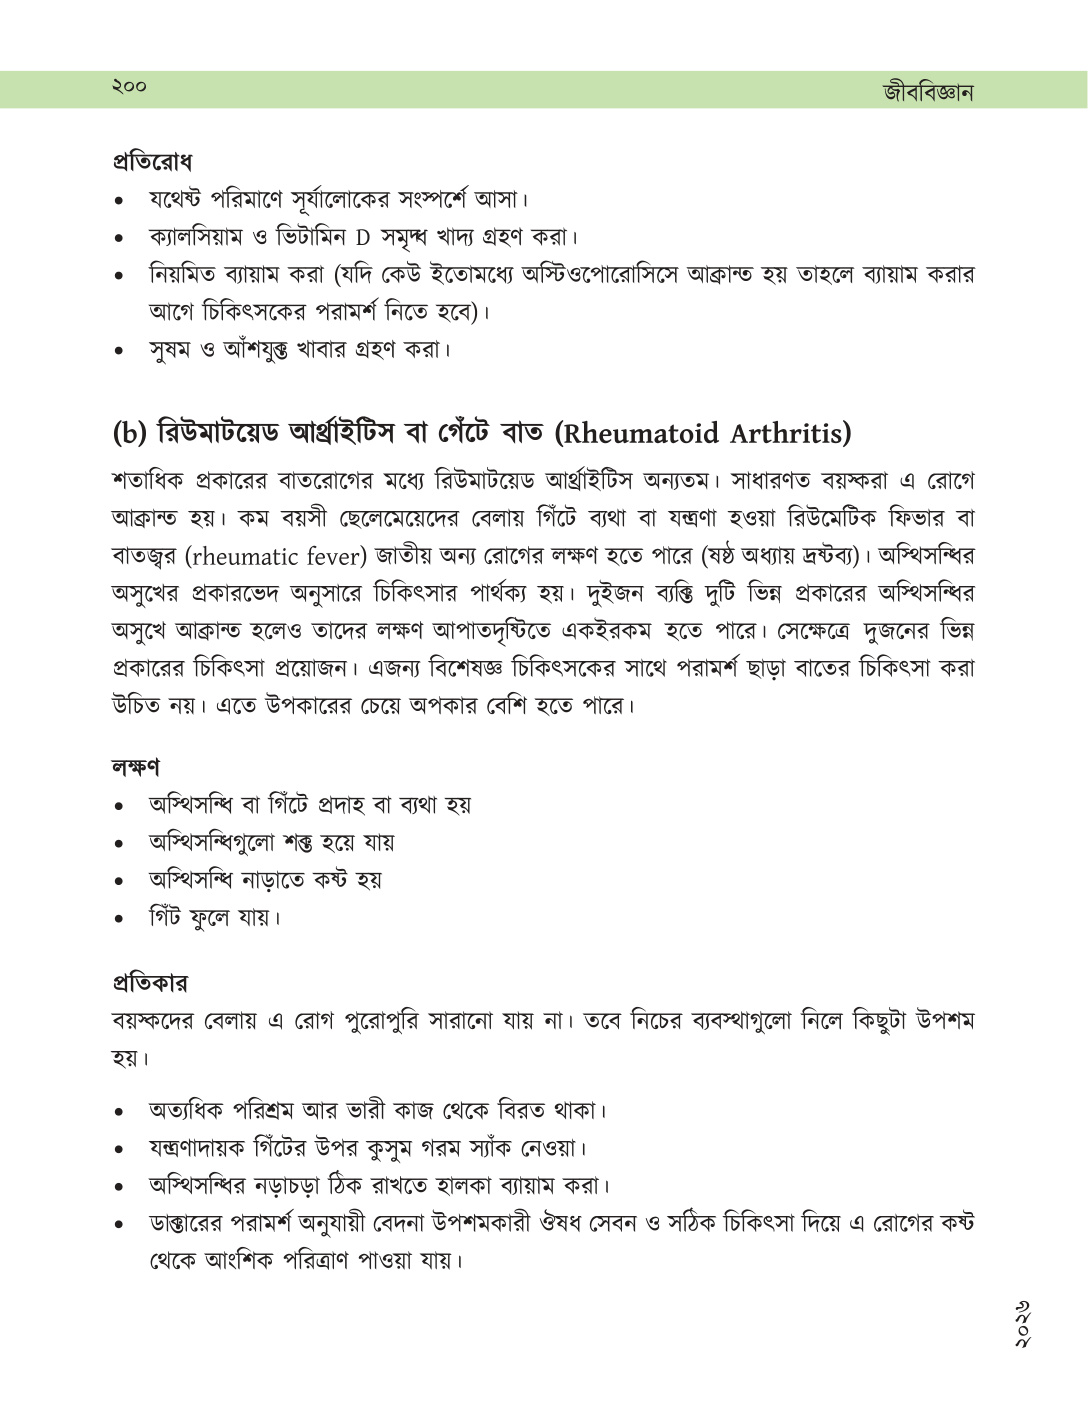 ২০০
জীববিজ্ঞান
প্রতিরোধ
• যথেষ্ট পরিমাণে সূর্যালোকের সংস্পর্শে আসা।
• ক্যালসিয়াম ও ভিটামিন D সমৃদ্ধ খাদ্য গ্রহণ করা।
• নিয়মিত ব্যায়াম করা (যদি কেউ ইতোমধ্যে অস্টিওপোরোসিসে আক্রান্ত হয় তাহলে ব্যায়াম করার
আগে চিকিৎসকের পরামর্শ নিতে হবে)।
• সুষম ও আঁশযুক্ত খাবার গ্রহণ করা।
(b) রিউমাটয়েড আর্থ্রাইটিস বা গেঁটে বাত (Rheumatoid Arthritis)
শতাধিক প্রকারের বাতরোগের মধ্যে রিউমাটয়েড আর্থ্রাইটিস অন্যতম। সাধারণত বয়স্করা এ রোগে
আক্রান্ত হয়। কম বয়সী ছেলেমেয়েদের বেলায় গিঁটে ব্যথা বা যন্ত্রণা হওয়া রিউমেটিক ফিভার বা
বাতজ্বর (rheumatic fever) জাতীয় অন্য রোগের লক্ষণ হতে পারে (ষষ্ঠ অধ্যায় দ্রষ্টব্য)। অস্থিসন্ধির
অসুখের প্রকারভেদ অনুসারে চিকিৎসার পার্থক্য হয়। দুইজন ব্যক্তি দুটি ভিন্ন প্রকারের অস্থিসন্ধির
অসুখে আক্রান্ত হলেও তাদের লক্ষণ আপাতদৃষ্টিতে একইরকম হতে পারে। সেক্ষেত্রে দুজনের ভিন্ন
প্রকারের চিকিৎসা প্রয়োজন। এজন্য বিশেষজ্ঞ চিকিৎসকের সাথে পরামর্শ ছাড়া বাতের চিকিৎসা করা
উচিত নয়। এতে উপকারের চেয়ে অপকার বেশি হতে পারে।
লক্ষণ
• অস্থিসন্ধি বা গিঁটে প্রদাহ বা ব্যথা হয়
• অস্থিসন্ধিগুলো শক্ত হয়ে যায়
• অস্থিসন্ধি নাড়াতে কষ্ট হয়
• গিঁট ফুলে যায়।
প্রতিকার
বয়স্কদের বেলায় এ রোগ পুরোপুরি সারানো যায় না। তবে নিচের ব্যবস্থাগুলো নিলে কিছুটা উপশম
হয়।
• অত্যধিক পরিশ্রম আর ভারী কাজ থেকে বিরত থাকা।
• যন্ত্রণাদায়ক গিঁটের উপর কুসুম গরম স্যাঁক নেওয়া।
• অস্থিসন্ধির নড়াচড়া ঠিক রাখতে হালকা ব্যায়াম করা।
• ডাক্তারের পরামর্শ অনুযায়ী বেদনা উপশমকারী ঔষধ সেবন ও সঠিক চিকিৎসা দিয়ে এ রোগের কষ্ট
থেকে আংশিক পরিত্রাণ পাওয়া যায়।
২০২৬